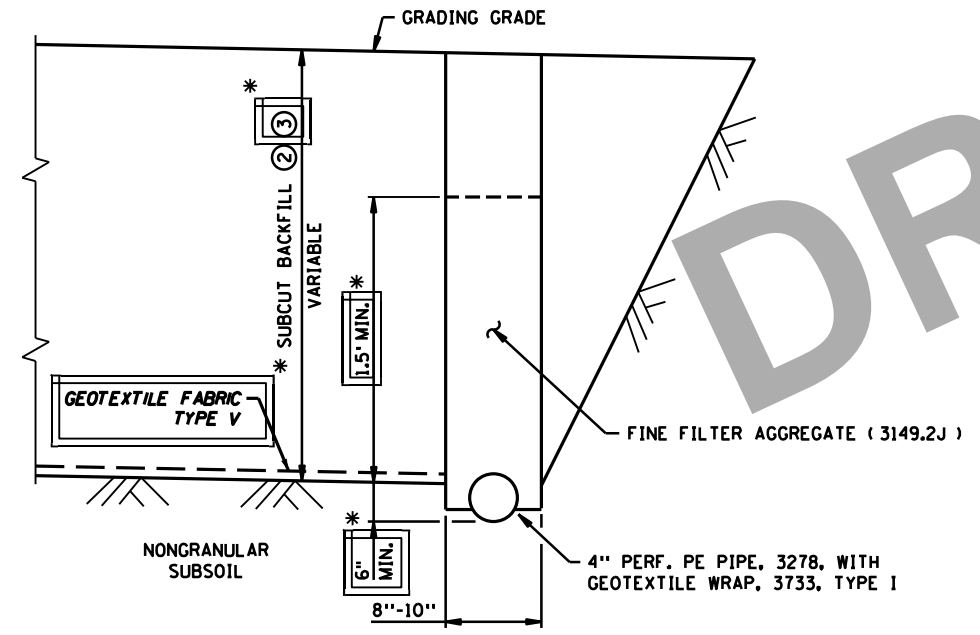 GRADING GRADE
*
③
* SUBCUT BACKFILL ②
VARIABLE
*
1.5' MIN.
GEOTEXTILE FABRIC
TYPE V
FINE FILTER AGGREGATE (3149.2J)
NONGRANULAR
SUBSOIL
*
6"
MIN.
8"-10"
4" PERF. PE PIPE, 3278, WITH
GEOTEXTILE WRAP, 3733, TYPE I
DR